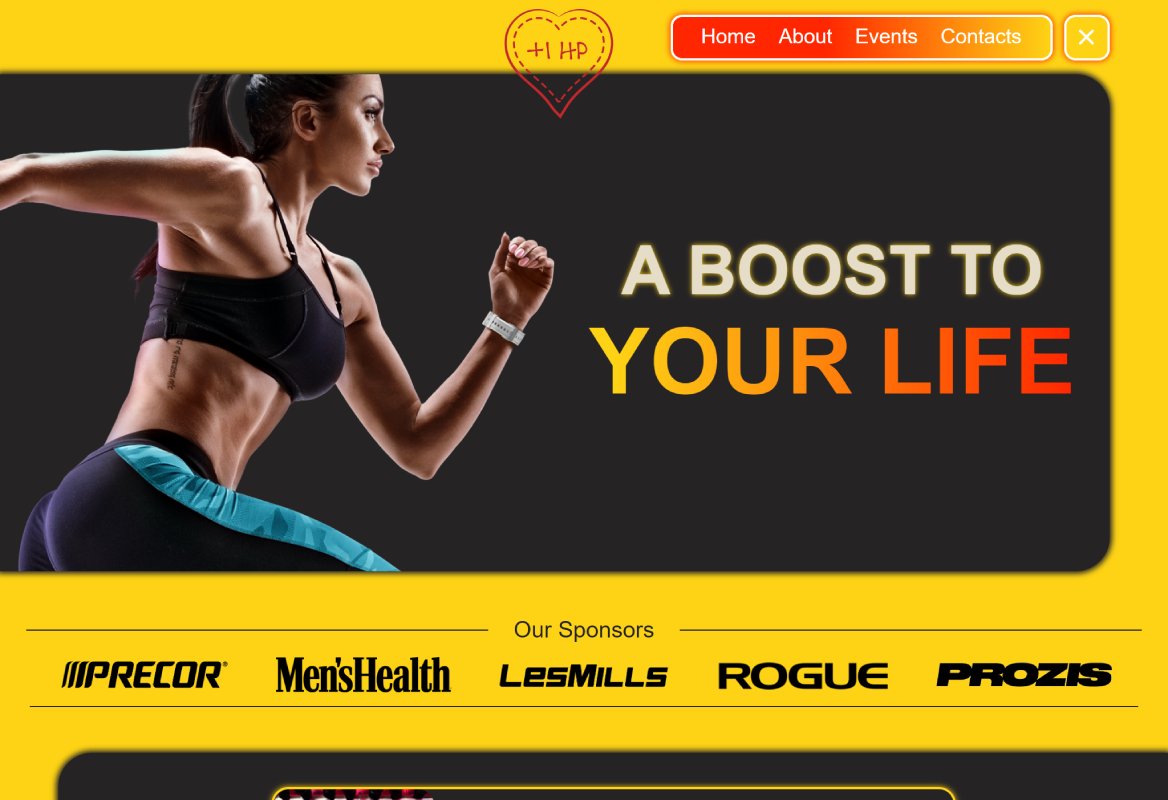 +1 HP
Home About Events Contacts ×
A BOOST TO
YOUR LIFE
Our Sponsors
PRECOR® Men'sHealth LesMills ROGUE PROZIS